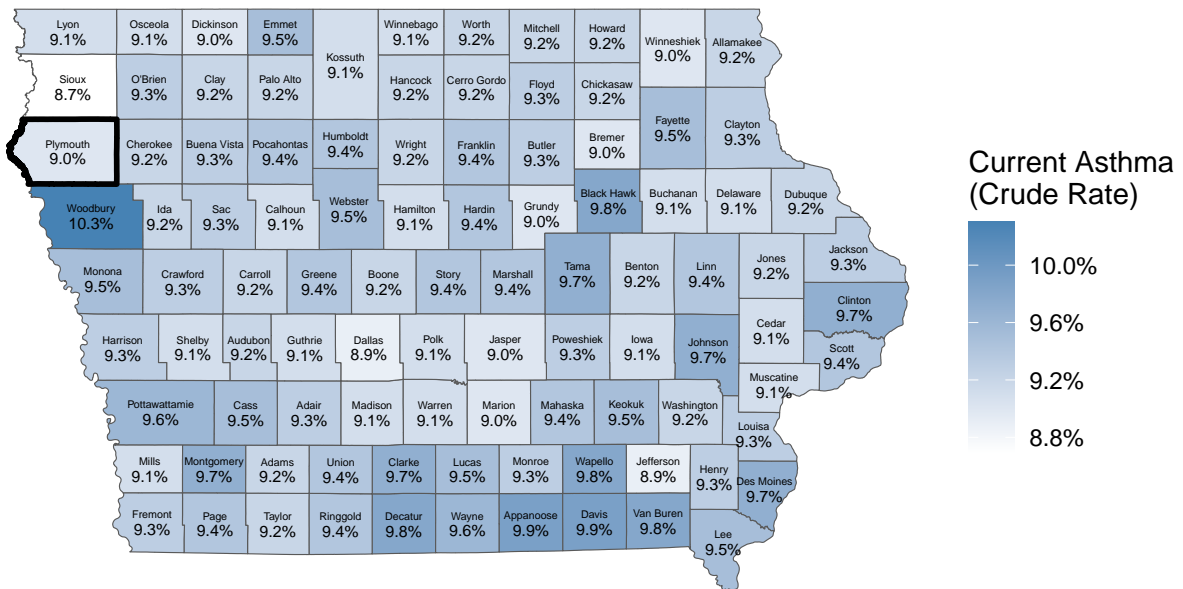 Lyon
9.1%
Osceola
9.1%
Dickinson
9.0%
Emmet
9.5%
Kossuth
9.1%
Winnebago
9.1%
Worth
9.2%
Mitchell
9.2%
Howard
9.2%
Winneshiek
9.0%
Allamakee
9.2%
Sioux
8.7%
O'Brien
9.3%
Clay
9.2%
Palo Alto
9.2%
Hancock
9.2%
Cerro Gordo
9.2%
Floyd
9.3%
Chickasaw
9.2%
Plymouth
9.0%
Cherokee
9.2%
Buena Vista
9.3%
Pocahontas
9.4%
Humboldt
9.4%
Wright
9.2%
Franklin
9.4%
Butler
9.3%
Bremer
9.0%
Fayette
9.5%
Clayton
9.3%
Woodbury
10.3%
Ida
9.2%
Sac
9.3%
Calhoun
9.1%
Webster
9.5%
Hamilton
9.1%
Hardin
9.4%
Grundy
9.0%
Black Hawk
9.8%
Buchanan
9.1%
Delaware
9.1%
Dubuque
9.2%
Monona
9.5%
Crawford
9.3%
Carroll
9.2%
Greene
9.4%
Boone
9.2%
Story
9.4%
Marshall
9.4%
Tama
9.7%
Benton
9.2%
Linn
9.4%
Jones
9.2%
Jackson
9.3%
Clinton
9.7%
Harrison
9.3%
Shelby
9.1%
Audubon
9.2%
Guthrie
9.1%
Dallas
8.9%
Polk
9.1%
Jasper
9.0%
Poweshiek
9.3%
Iowa
9.1%
Johnson
9.7%
Cedar
9.1%
Scott
9.4%
Muscatine
9.1%
Pottawattamie
9.6%
Cass
9.5%
Adair
9.3%
Madison
9.1%
Warren
9.1%
Marion
9.0%
Mahaska
9.4%
Keokuk
9.5%
Washington
9.2%
Louisa
9.3%
Mills
9.1%
Montgomery
9.7%
Adams
9.2%
Union
9.4%
Clarke
9.7%
Lucas
9.5%
Monroe
9.3%
Wapello
9.8%
Jefferson
8.9%
Henry
9.3%
Des Moines
9.7%
Fremont
9.3%
Page
9.4%
Taylor
9.2%
Ringgold
9.4%
Decatur
9.8%
Wayne
9.6%
Appanoose
9.9%
Davis
9.9%
Van Buren
9.8%
Lee
9.5%
Current Asthma
(Crude Rate)
10.0%
9.6%
9.2%
8.8%